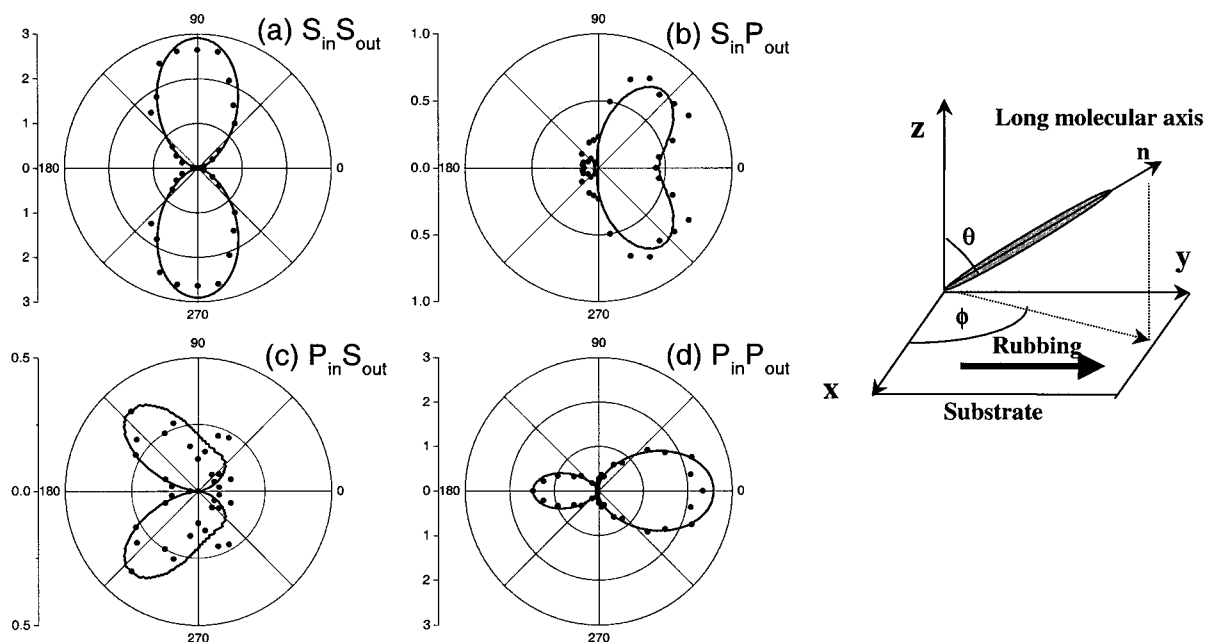 (a) SinSout
90
3
2
1
0
1
2
3
180
0
270
(b) SinPout
90
1.0
0.5
0.0
0.5
1.0
180
0
270
(c) PinSout
90
0.5
0.0
0.5
180
0
270
(d) PinPout
90
3
2
1
0
1
2
3
180
0
270
z
Long molecular axis
n
θ
y
ϕ
Rubbing
x
Substrate